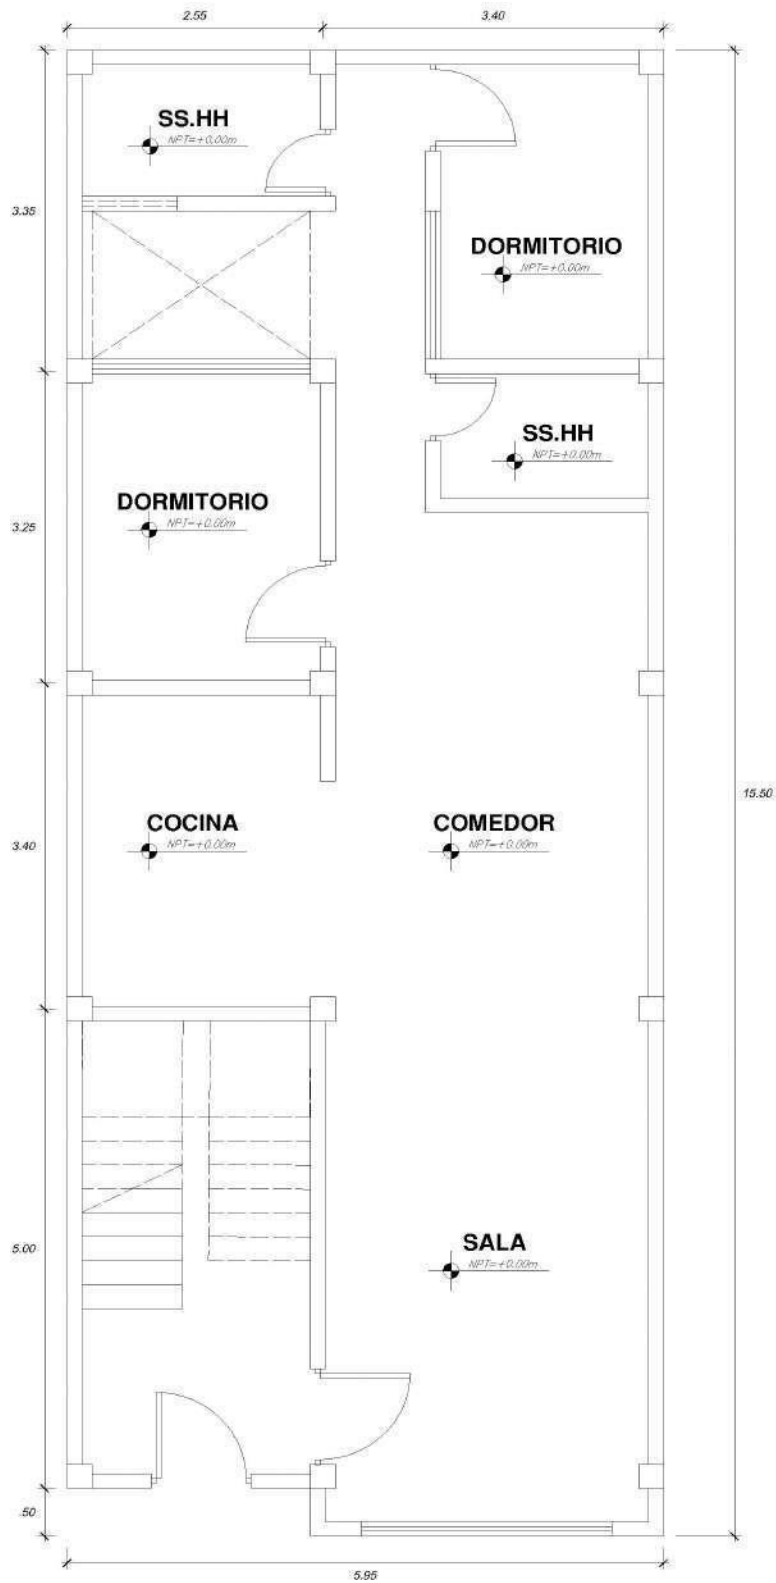 2.55
3.40
SS.HH
NPT=+0.00m
3.35
DORMITORIO
NPT=+0.00m
SS.HH
NPT=+0.00m
DORMITORIO
NPT=+0.00m
3.25
15.50
COCINA
NPT=+0.00m
COMEDOR
NPT=+0.00m
3.40
SALA
NPT=+0.00m
5.00
.50
5.95